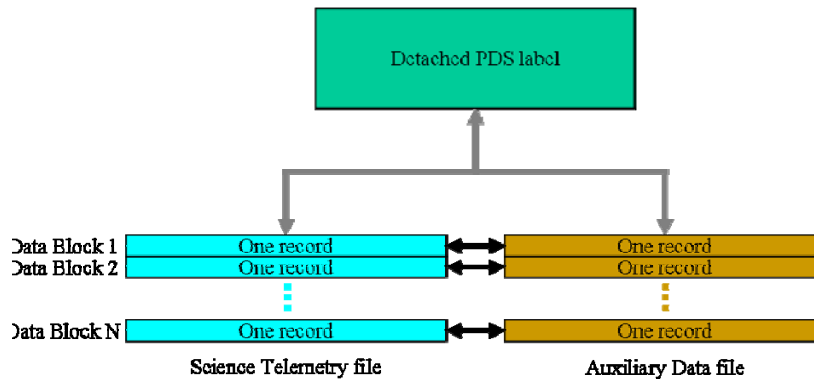 Detached PDS label
Data Block 1 One record One record
Data Block 2 One record One record
Data Block N One record One record
Science Telemetry file Auxiliary Data file